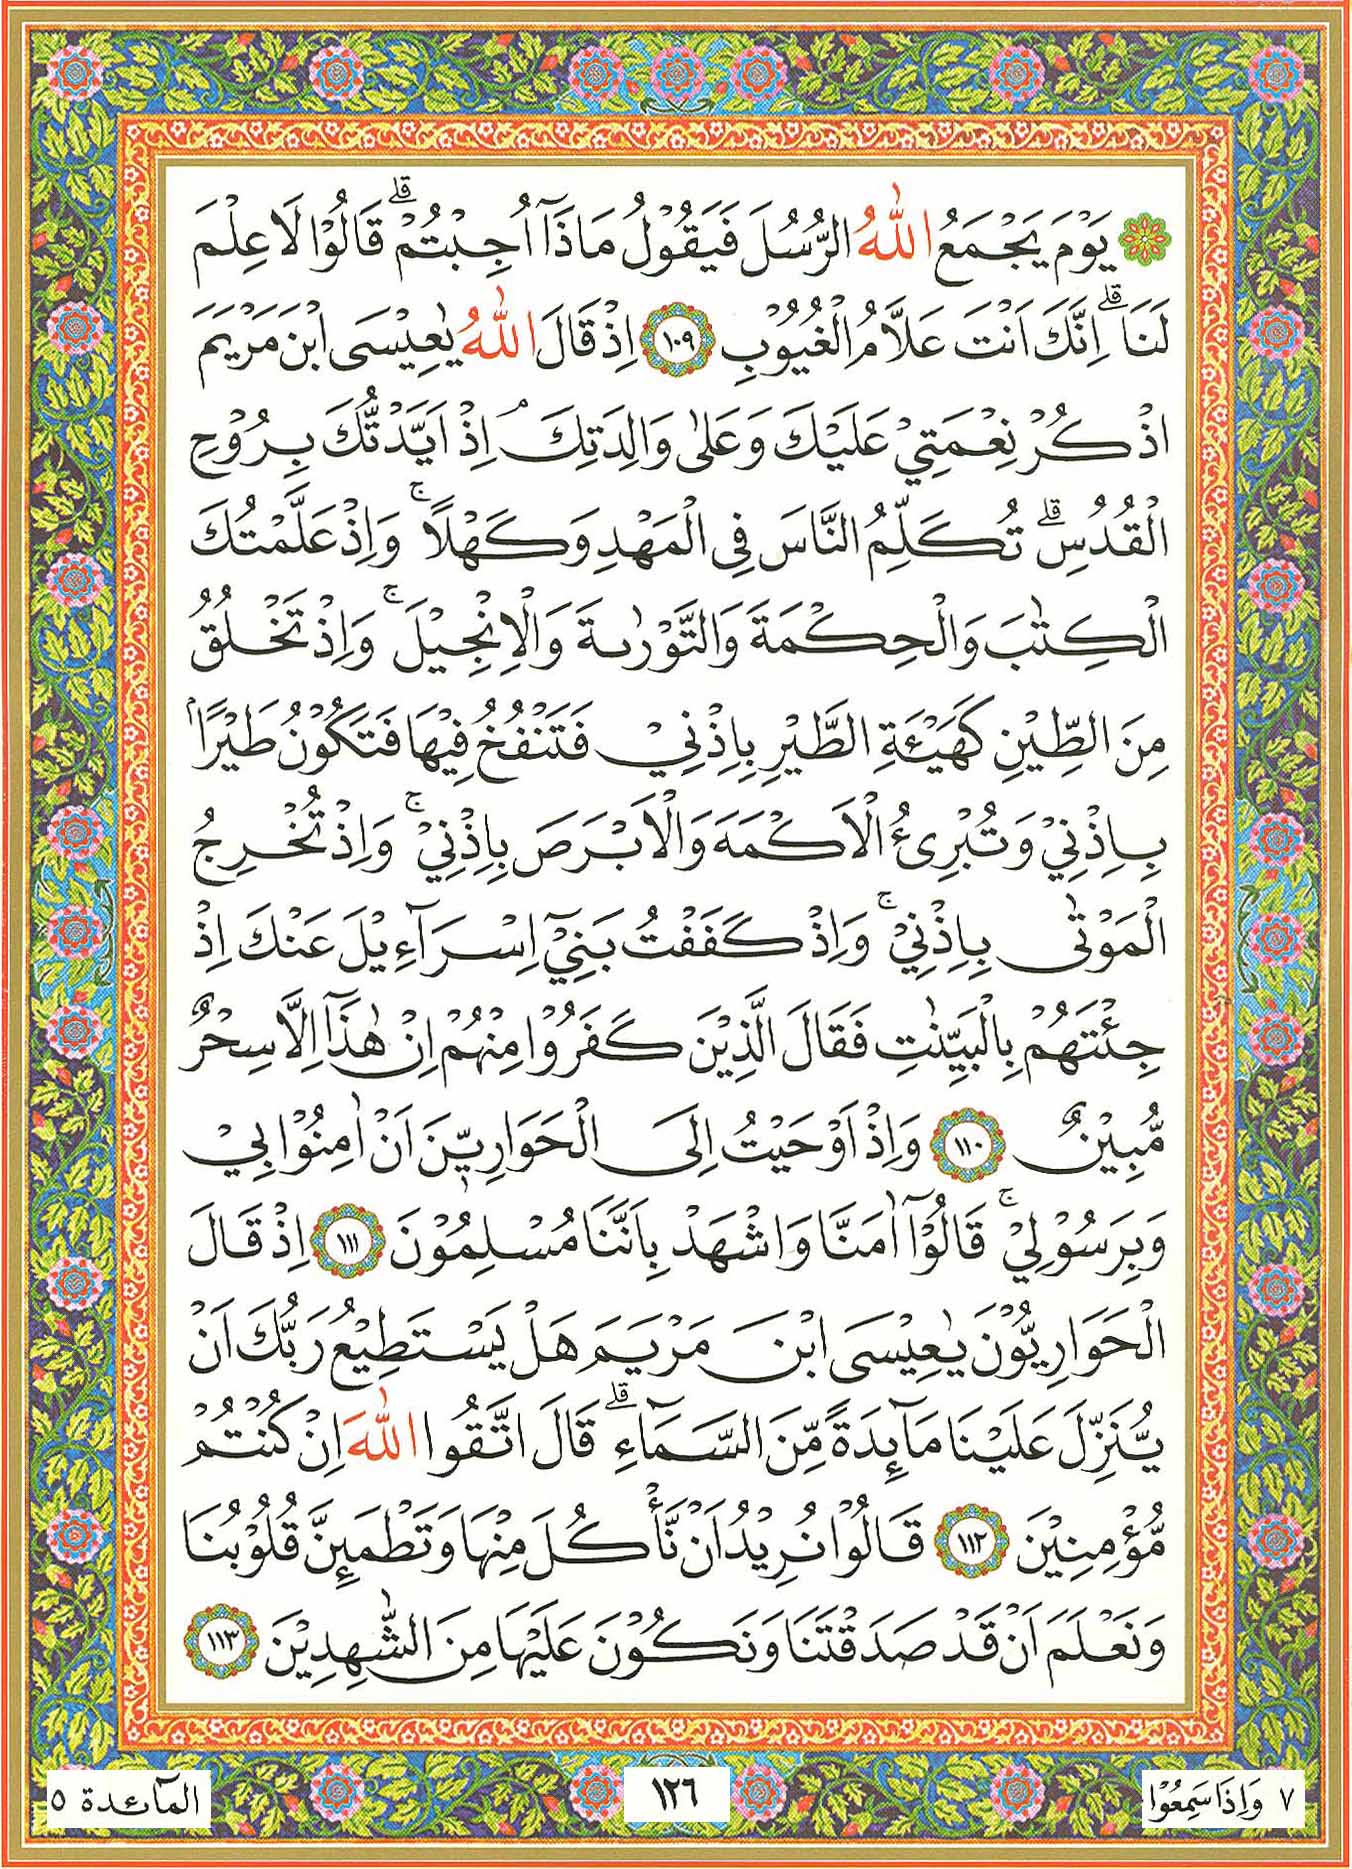 يَوْمَ يَجْمَعُ اللّٰهُ الرُّسُلَ فَيَقُوْلُ مَاذَاۤ اُجِبْتُمْ ؕ قَالُوْا لَا عِلْمَ
لَنَا ؕ اِنَّكَ اَنْتَ عَلَّامُ الْغُيُوْبِ ۝١٠٩ اِذْ قَالَ اللّٰهُ يٰعِيْسَى ابْنَ مَرْيَمَ
اذْكُرْ نِعْمَتِيْ عَلَيْكَ وَعَلٰى وَالِدَتِكَ ۘ اِذْ اَيَّدْتُّكَ بِرُوْحِ
الْقُدُسِ ۗ تُكَلِّمُ النَّاسَ فِى الْمَهْدِ وَكَهْلًا ۚ وَاِذْ عَلَّمْتُكَ
الْكِتٰبَ وَالْحِكْمَةَ وَالتَّوْرٰىةَ وَالْاِنْجِيْلَ ۚ وَاِذْ تَخْلُقُ
مِنَ الطِّيْنِ كَهَيْـَٔةِ الطَّيْرِ بِاِذْنِيْ فَتَنْفُخُ فِيْهَا فَتَكُوْنُ طَيْرًاۢ
بِاِذْنِيْ وَتُبْرِئُ الْاَكْمَهَ وَالْاَبْرَصَ بِاِذْنِيْ ۚ وَاِذْ تُخْرِجُ
الْمَوْتٰى بِاِذْنِيْ ۚ وَاِذْ كَفَفْتُ بَنِيْۤ اِسْرَآءِيْلَ عَنْكَ اِذْ
جِئْتَهُمْ بِالْبَيِّنٰتِ فَقَالَ الَّذِيْنَ كَفَرُوْا مِنْهُمْ اِنْ هٰذَاۤ اِلَّا سِحْرٌ
مُّبِيْنٌ ۝١١٠ وَاِذْ اَوْحَيْتُ اِلَى الْحَوَارِيّٖنَ اَنْ اٰمِنُوْا بِيْ
وَبِرَسُوْلِيْ ۚ قَالُوْۤا اٰمَنَّا وَاشْهَدْ بِاَنَّنَا مُسْلِمُوْنَ ۝١١١ اِذْ قَالَ
الْحَوَارِيُّوْنَ يٰعِيْسَى ابْنَ مَرْيَمَ هَلْ يَسْتَطِيْعُ رَبُّكَ اَنْ
يُّنَزِّلَ عَلَيْنَا مَآىِٕدَةً مِّنَ السَّمَآءِ ۗ قَالَ اتَّقُوا اللّٰهَ اِنْ كُنْتُمْ
مُّؤْمِنِيْنَ ۝١١٢ قَالُوْا نُرِيْدُ اَنْ نَّأْكُلَ مِنْهَا وَتَطْمَىِٕنَّ قُلُوْبُنَا
وَنَعْلَمَ اَنْ قَدْ صَدَقْتَنَا وَنَكُوْنَ عَلَيْهَا مِنَ الشّٰهِدِيْنَ ۝١١٣
٧ وَاِذَا سَمِعُوْا
١٢٦
المآئدة ٥